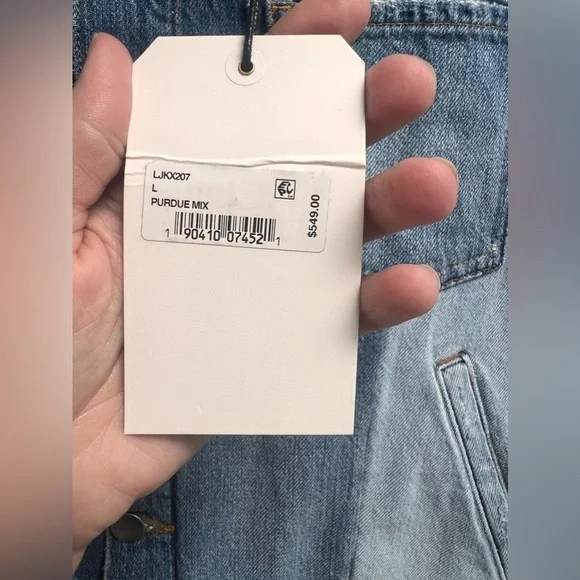 LJKX207
L
PURDUE MIX
1 90410 07452 1
$549.00